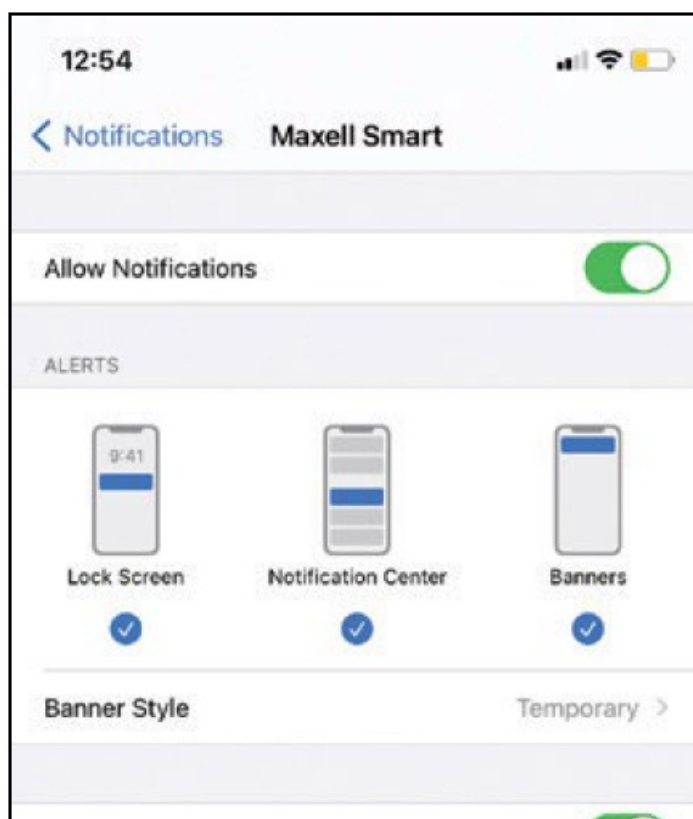 12:54
Notifications Maxell Smart
Allow Notifications
ALERTS
9:41
Lock Screen Notification Center Banners
Banner Style Temporary